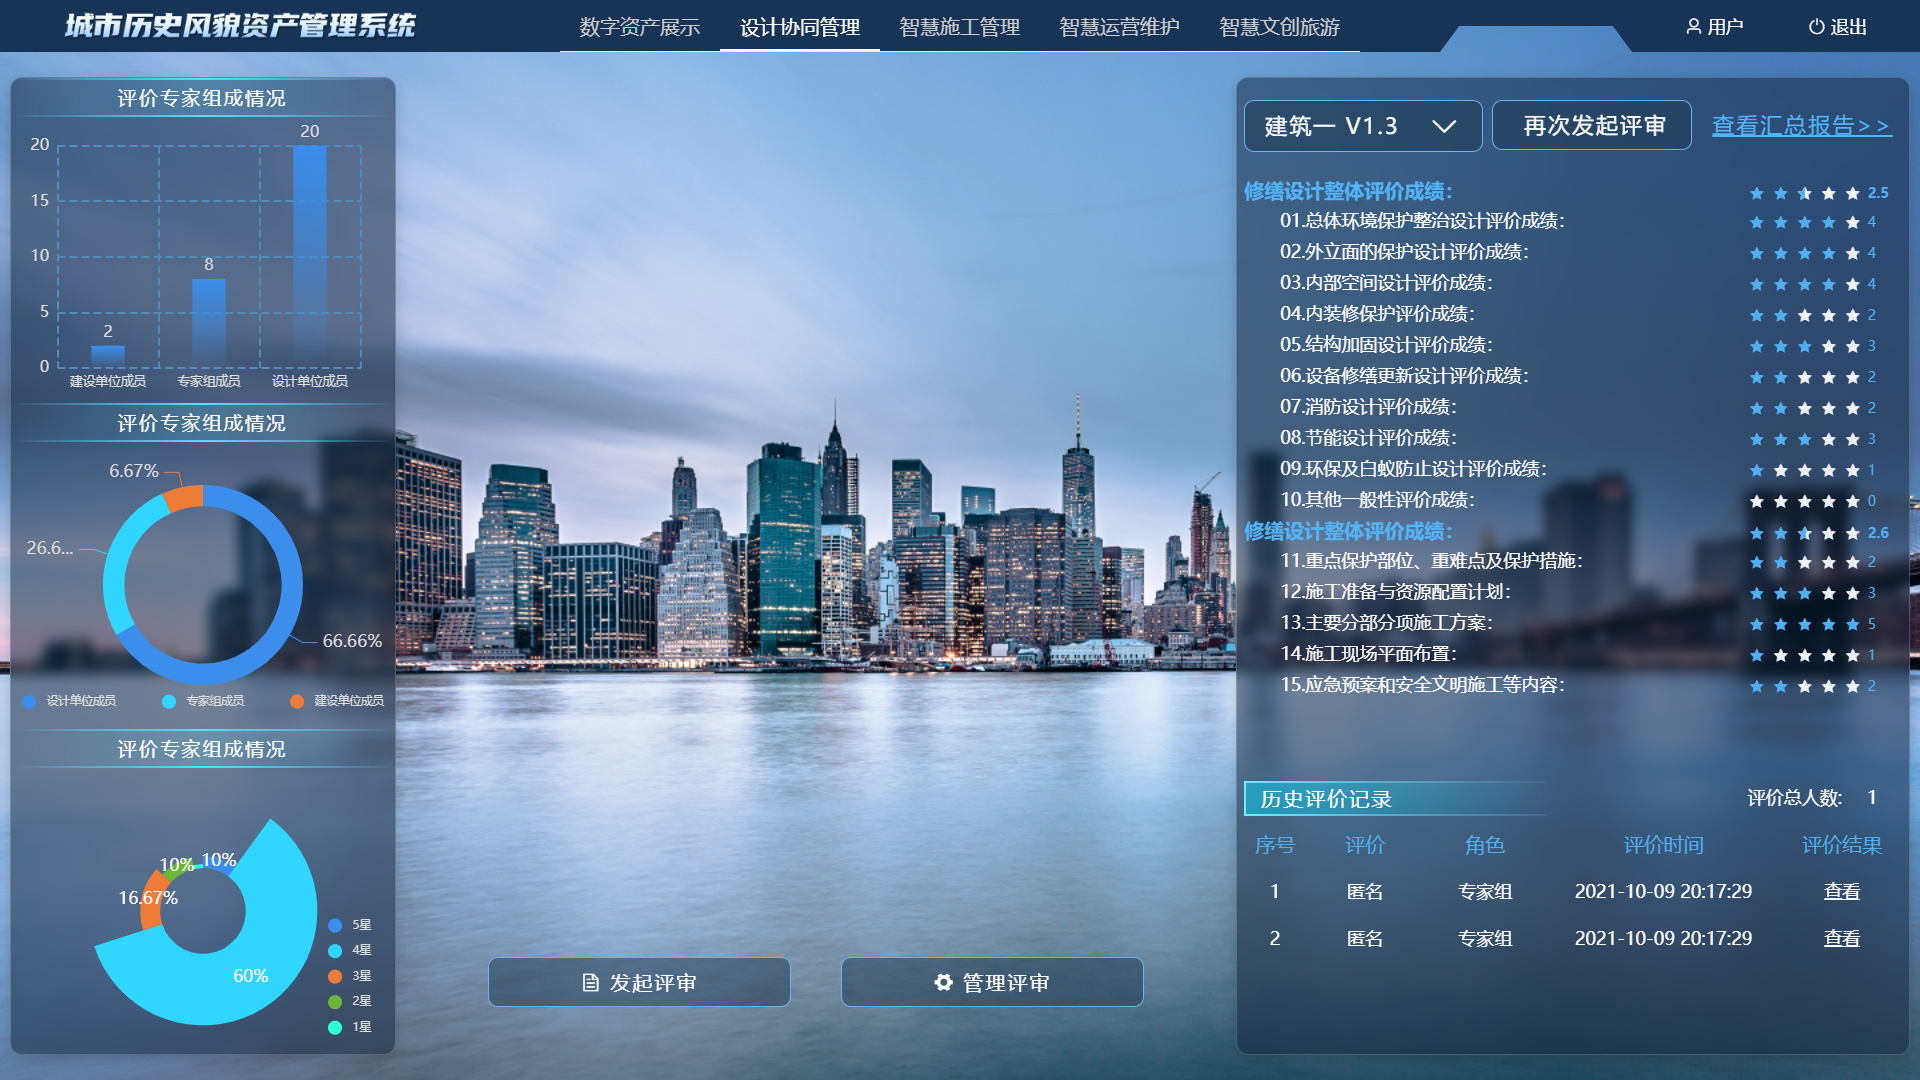 城市历史风貌资产管理系统
数字资产展示 设计协同管理 智慧施工管理 智慧运营维护 智慧文创旅游
用户 退出
评价专家组成情况
20
20
15
10
8
5
2
0
建设单位成员 专家组成员 设计单位成员
评价专家组成情况
6.67%
26.6...
66.66%
设计单位成员 专家组成员 建设单位成员
评价专家组成情况
10% 10%
16.67%
60%
5星
4星
3星
2星
1星
发起评审
管理评审
建筑一 V1.3 再次发起评审 查看汇总报告>>
修缮设计整体评价成绩: 2.5
01.总体环境保护整治设计评价成绩: 4
02.外立面的保护设计评价成绩: 4
03.内部空间设计评价成绩: 4
04.内装修保护评价成绩: 2
05.结构加固设计评价成绩: 3
06.设备修缮更新设计评价成绩: 2
07.消防设计评价成绩: 2
08.节能设计评价成绩: 3
09.环保及白蚁防止设计评价成绩: 1
10.其他一般性评价成绩: 0
修缮设计整体评价成绩: 2.6
11.重点保护部位、重难点及保护措施: 2
12.施工准备与资源配置计划: 3
13.主要分部分项施工方案: 5
14.施工现场平面布置: 1
15.应急预案和安全文明施工等内容: 2
历史评价记录 评价总人数: 1
序号 评价 角色 评价时间 评价结果
1 匿名 专家组 2021-10-09 20:17:29 查看
2 匿名 专家组 2021-10-09 20:17:29 查看